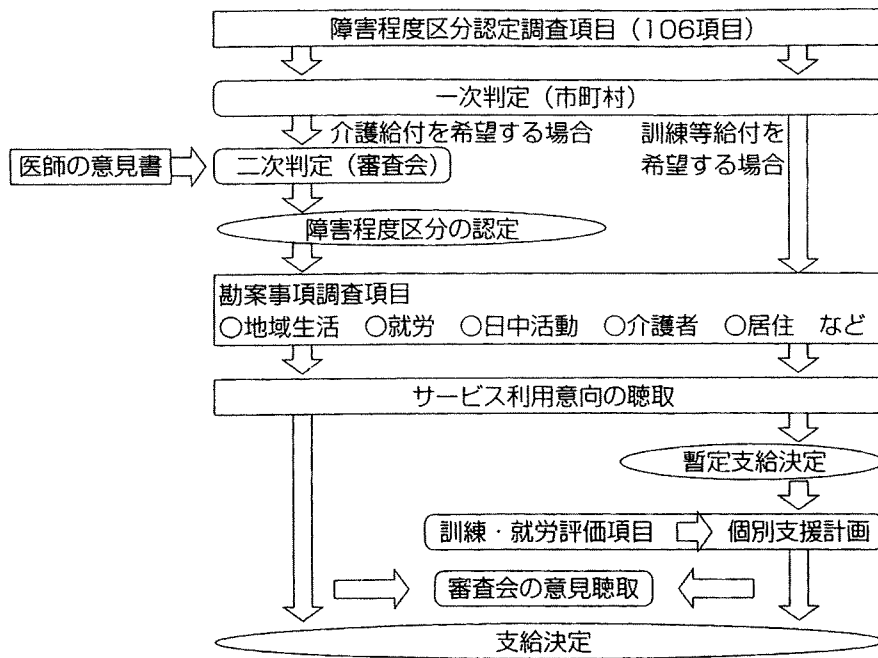 障害程度区分認定調査項目（106項目）
一次判定（市町村）
介護給付を希望する場合
訓練等給付を
希望する場合
医師の意見書
二次判定（審査会）
障害程度区分の認定
勘案事項調査項目
○地域生活　○就労　○日中活動　○介護者　○居住　など
サービス利用意向の聴取
暫定支給決定
訓練・就労評価項目
個別支援計画
審査会の意見聴取
支給決定